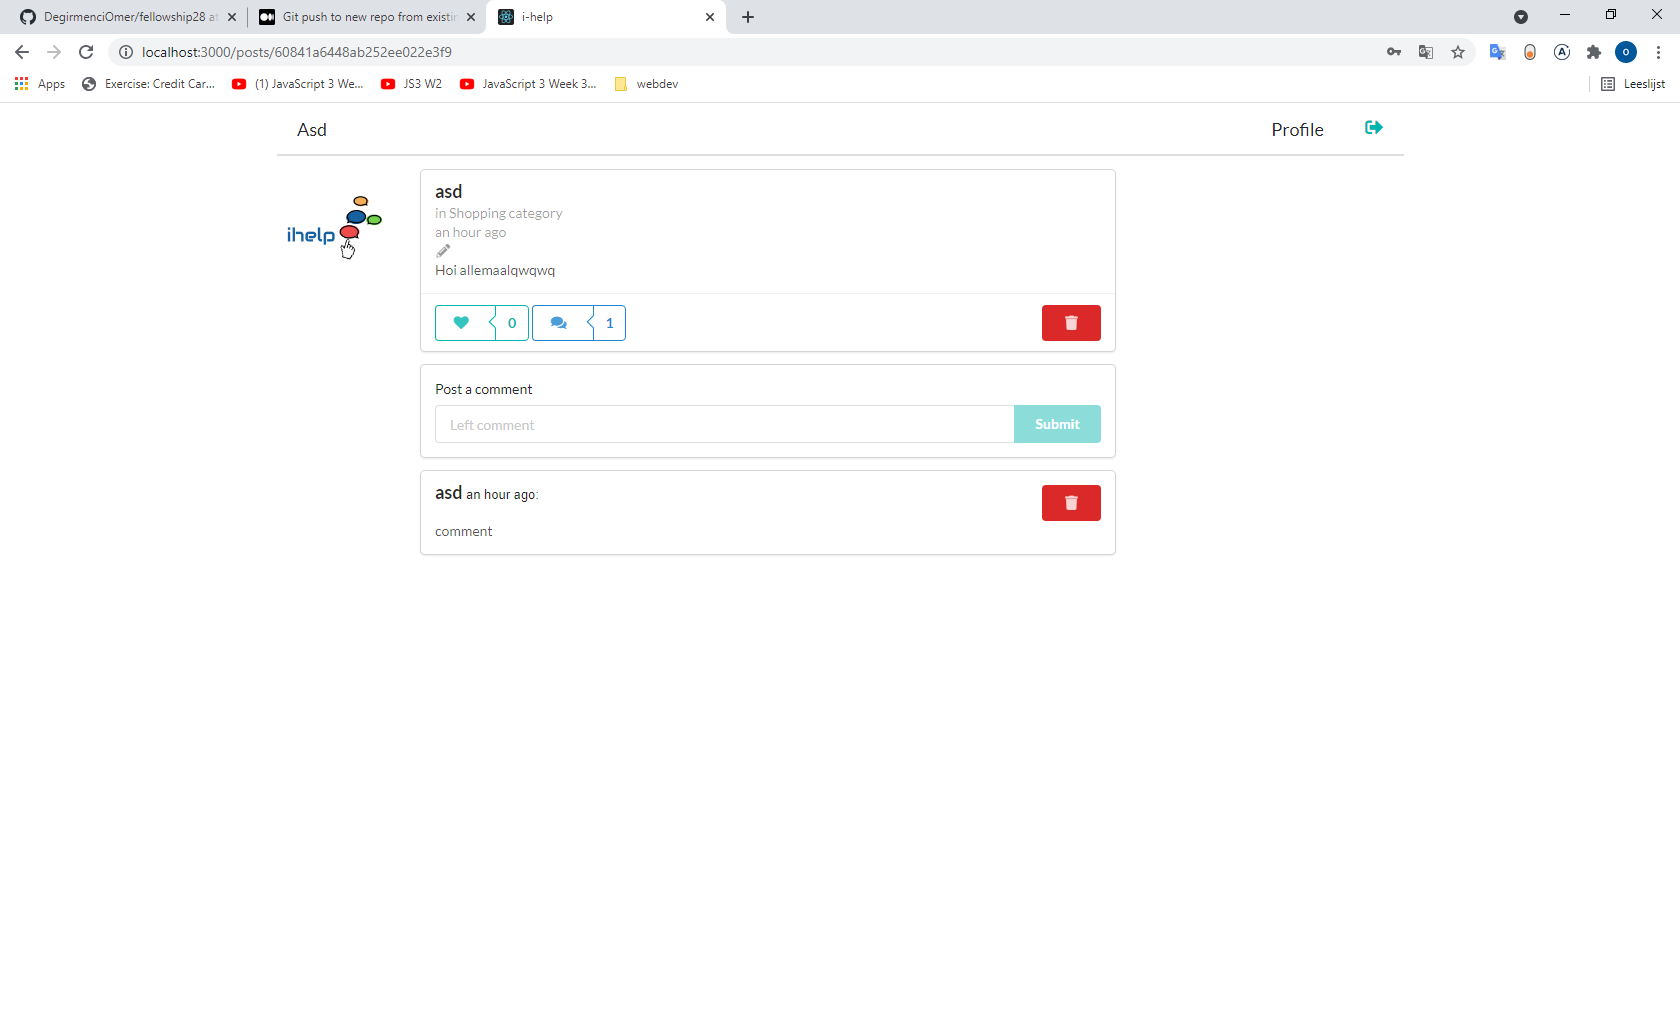 DegirmenciOmer/fellowship28 at
Git push to new repo from existin
i-help
localhost:3000/posts/60841a6448ab252ee022e3f9
O
Apps
Exercise: Credit Car...
(1) JavaScript 3 We...
JS3 W2
JavaScript 3 Week 3...
webdev
Leeslijst
Asd
Profile
ihelp
asd
in Shopping category
an hour ago
Hoi allemaalqwqwq
0
1
Post a comment
Left comment
Submit
asd an hour ago:
comment